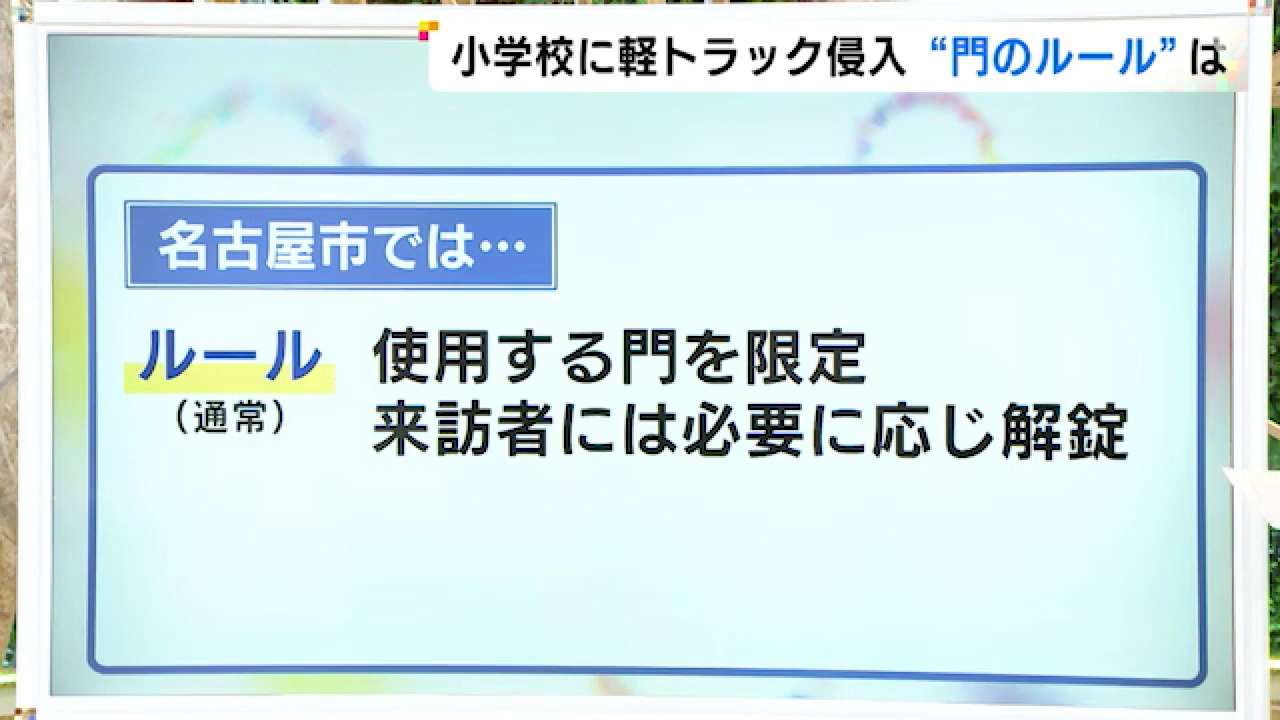 小学校に軽トラック侵入 “門のルール” は
名古屋市では…
ルール
（通常）
使用する門を限定
来訪者には必要に応じ解錠